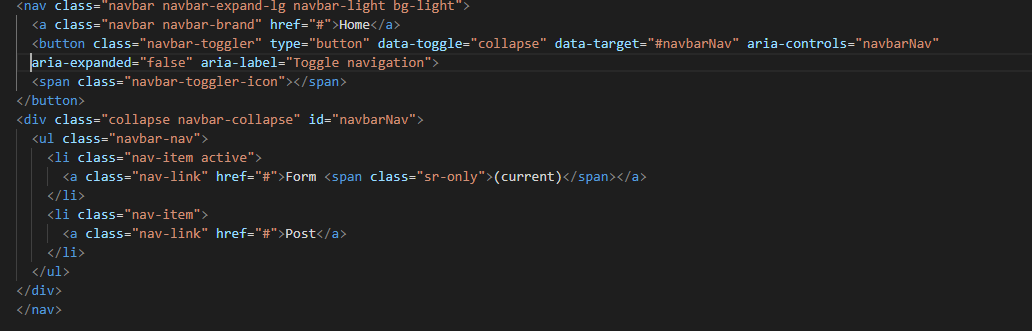 <nav class="navbar navbar-expand-lg navbar-light bg-light">
<a class="navbar navbar-brand" href="#">Home</a>
<button class="navbar-toggler" type="button" data-toggle="collapse" data-target="#navbarNav" aria-controls="navbarNav"
aria-expanded="false" aria-label="Toggle navigation">
<span class="navbar-toggler-icon"></span>
</button>
<div class="collapse navbar-collapse" id="navbarNav">
<ul class="navbar-nav">
<li class="nav-item active">
<a class="nav-link" href="#">Form <span class="sr-only">(current)</span></a>
</li>
<li class="nav-item">
<a class="nav-link" href="#">Post</a>
</li>
</ul>
</div>
</nav>